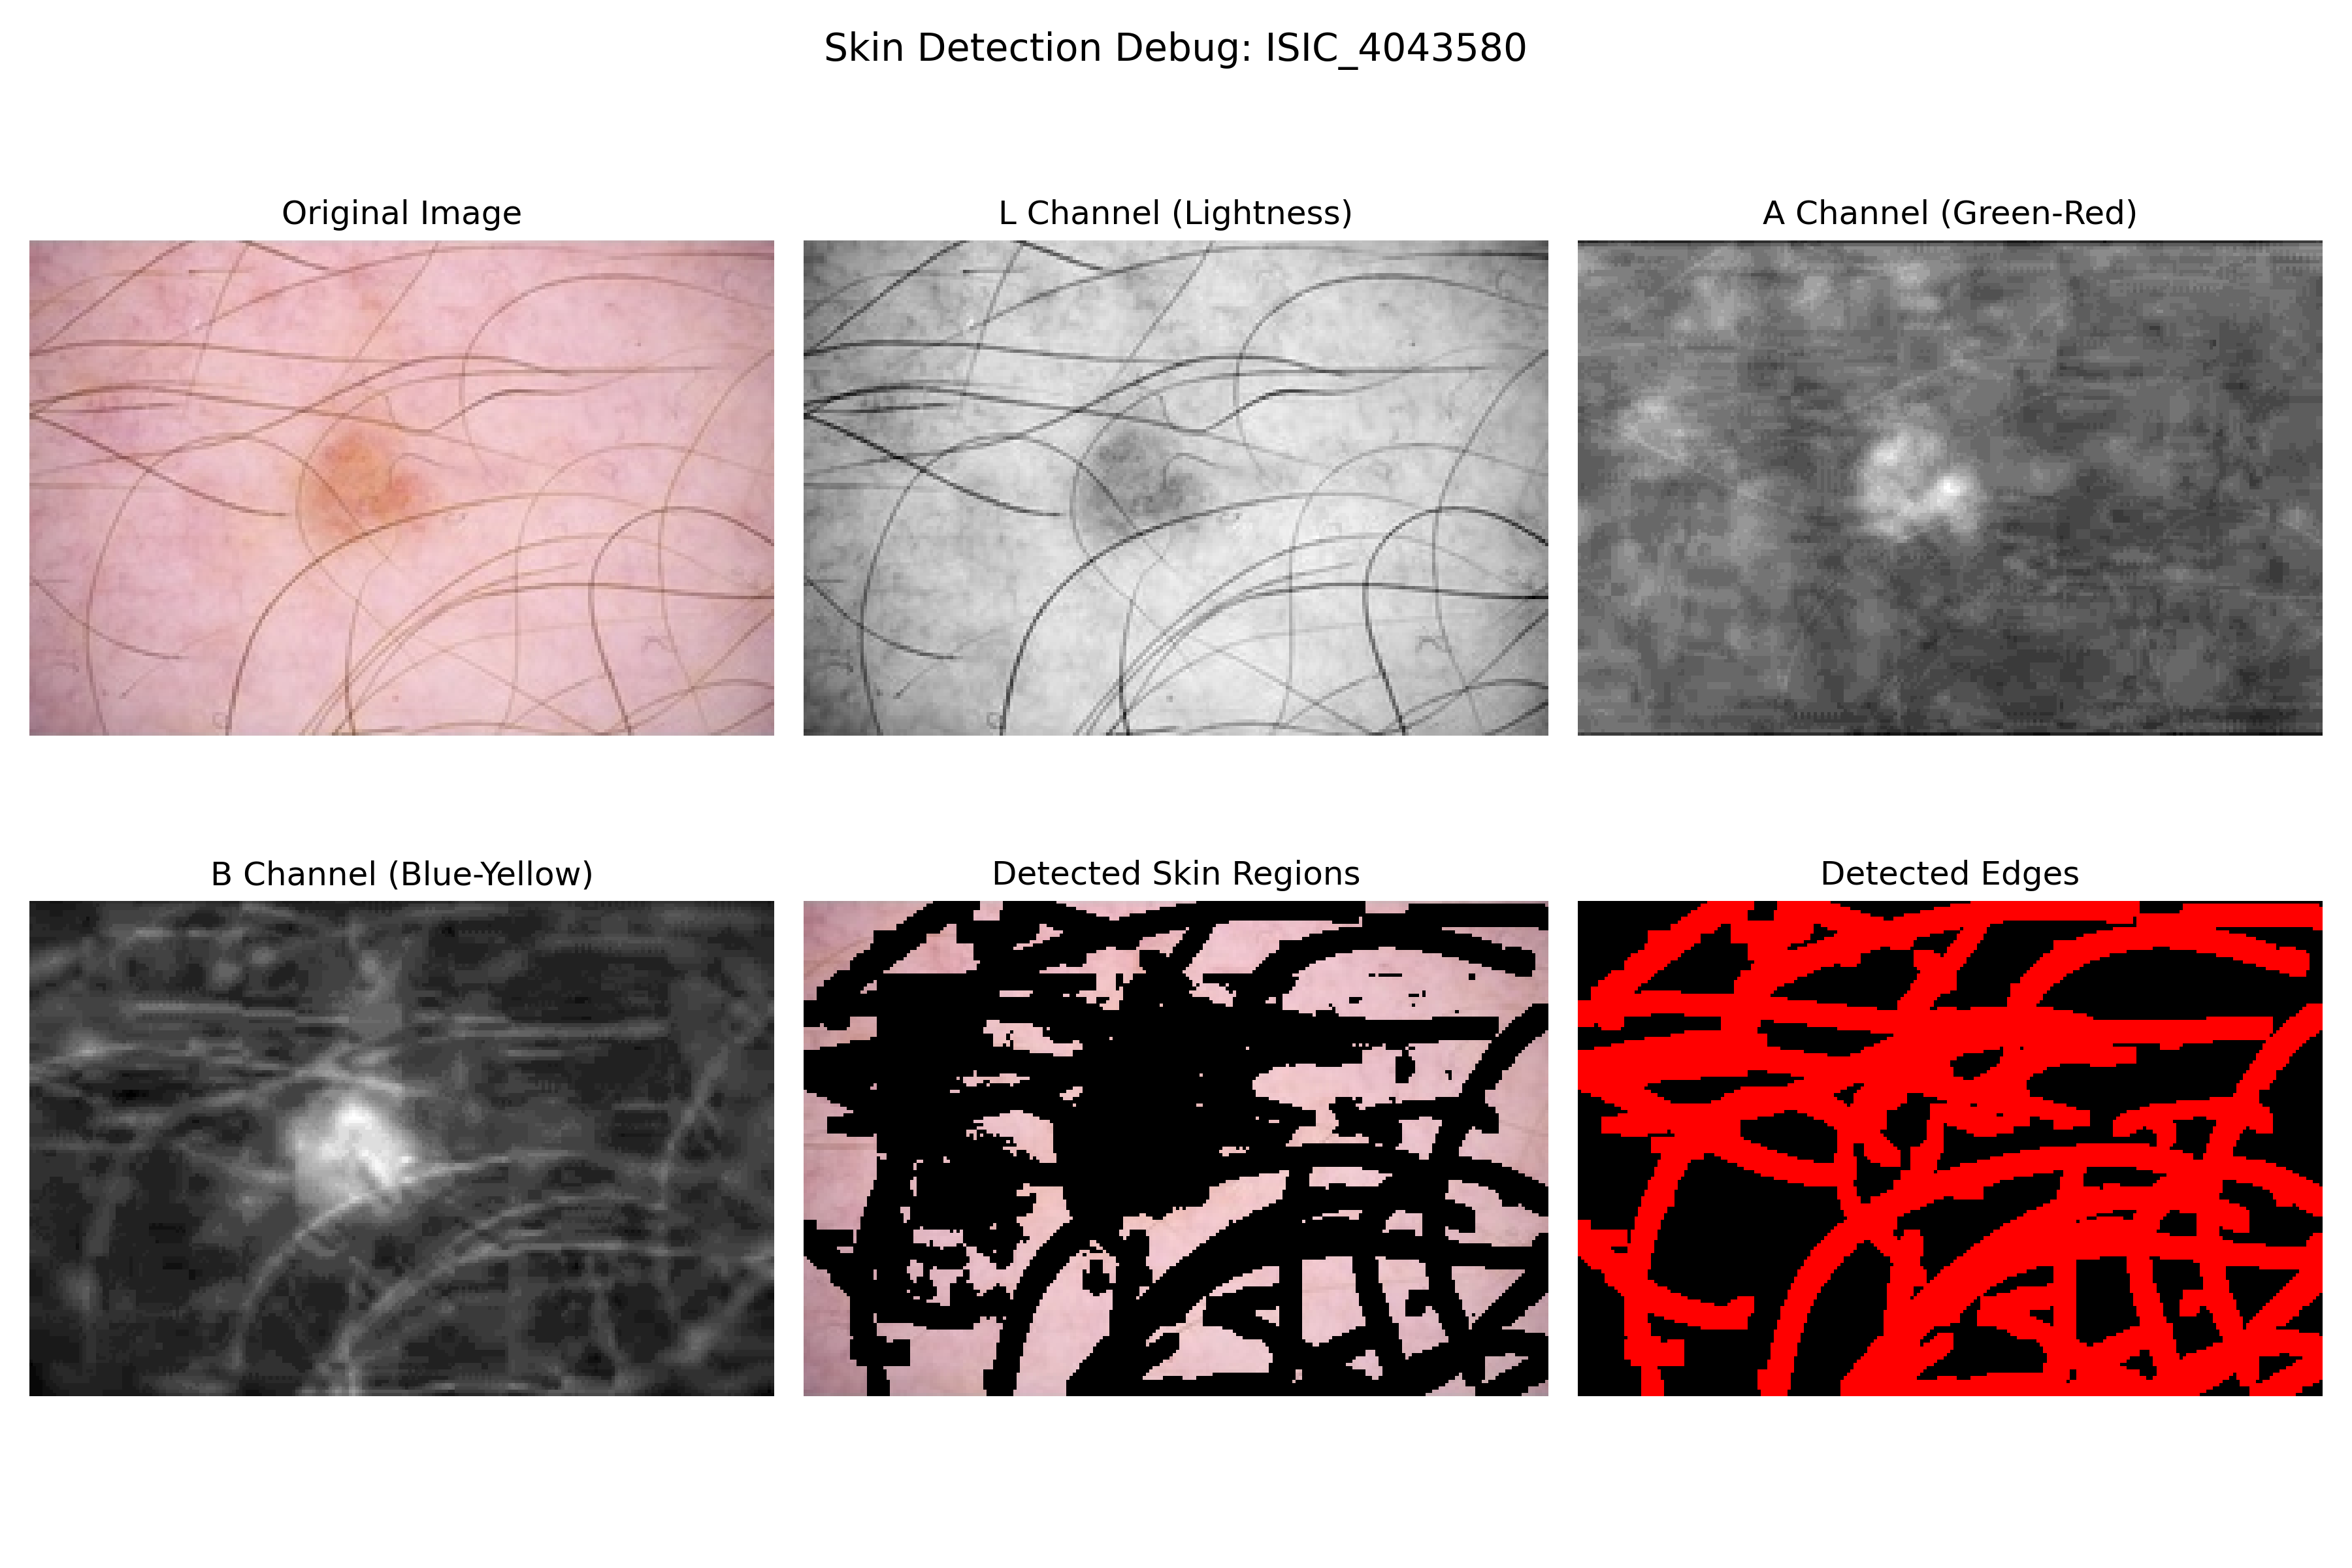 Skin Detection Debug: ISIC_4043580
Original Image
L Channel (Lightness)
A Channel (Green-Red)
B Channel (Blue-Yellow)
Detected Skin Regions
Detected Edges